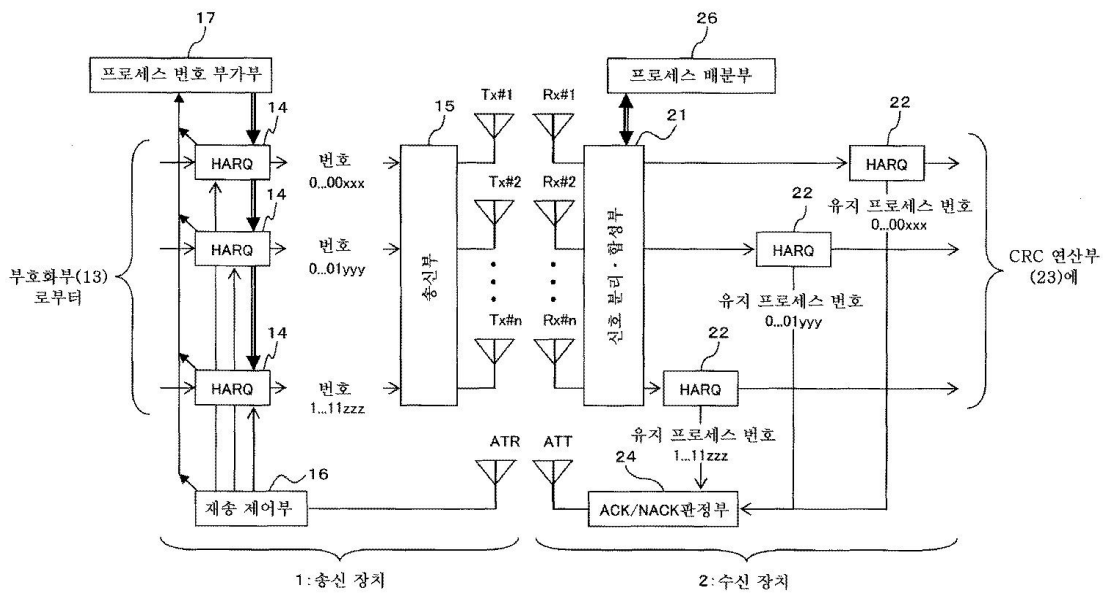 17
프로세스 번호 부가부
26
프로세스 배분부
14
HARQ
번호
0...00xxx
15
송신부
Tx#1
Rx#1
21
신호 분리·합성부
22
HARQ
유지 프로세스 번호
0...00xxx
14
HARQ
번호
0...01yyy
Tx#2
Rx#2
22
HARQ
유지 프로세스 번호
0...01yyy
부호화부(13)
로부터
CRC 연산부
(23)에
14
HARQ
번호
1...11zzz
Tx#n
Rx#n
22
HARQ
유지 프로세스 번호
1...11zzz
16
재송 제어부
ATR
ATT
24
ACK/NACK판정부
1:송신 장치
2:수신 장치